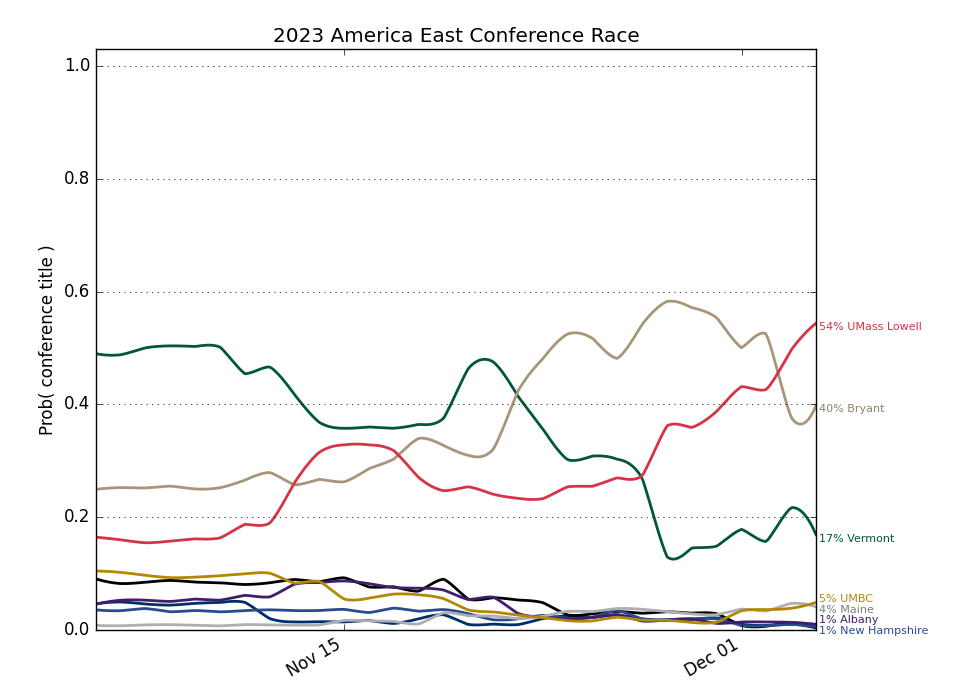 2023 America East Conference Race
Prob( conference title )
1.0
0.8
0.6
0.4
0.2
0.0
Nov 15
Dec 01
54% UMass Lowell
40% Bryant
17% Vermont
5% UMBC
4% Maine
1% Albany
1% New Hampshire